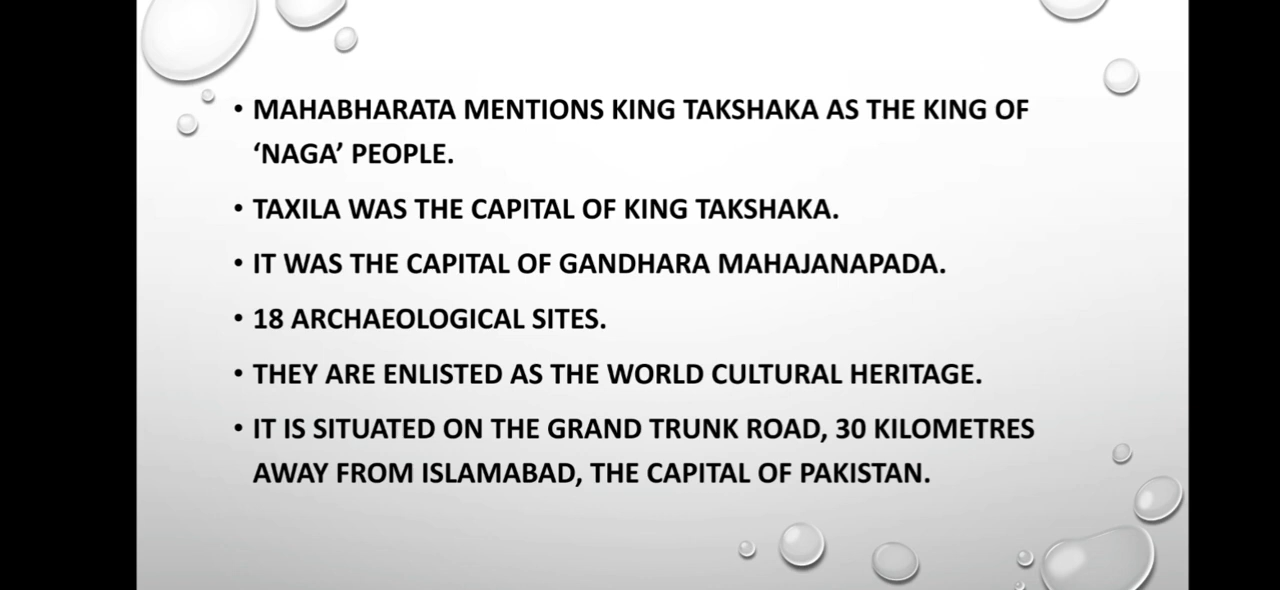 • MAHABHARATA MENTIONS KING TAKSHAKA AS THE KING OF
‘NAGA’ PEOPLE.
• TAXILA WAS THE CAPITAL OF KING TAKSHAKA.
• IT WAS THE CAPITAL OF GANDHARA MAHAJANAPADA.
• 18 ARCHAEOLOGICAL SITES.
• THEY ARE ENLISTED AS THE WORLD CULTURAL HERITAGE.
• IT IS SITUATED ON THE GRAND TRUNK ROAD, 30 KILOMETRES
AWAY FROM ISLAMABAD, THE CAPITAL OF PAKISTAN.